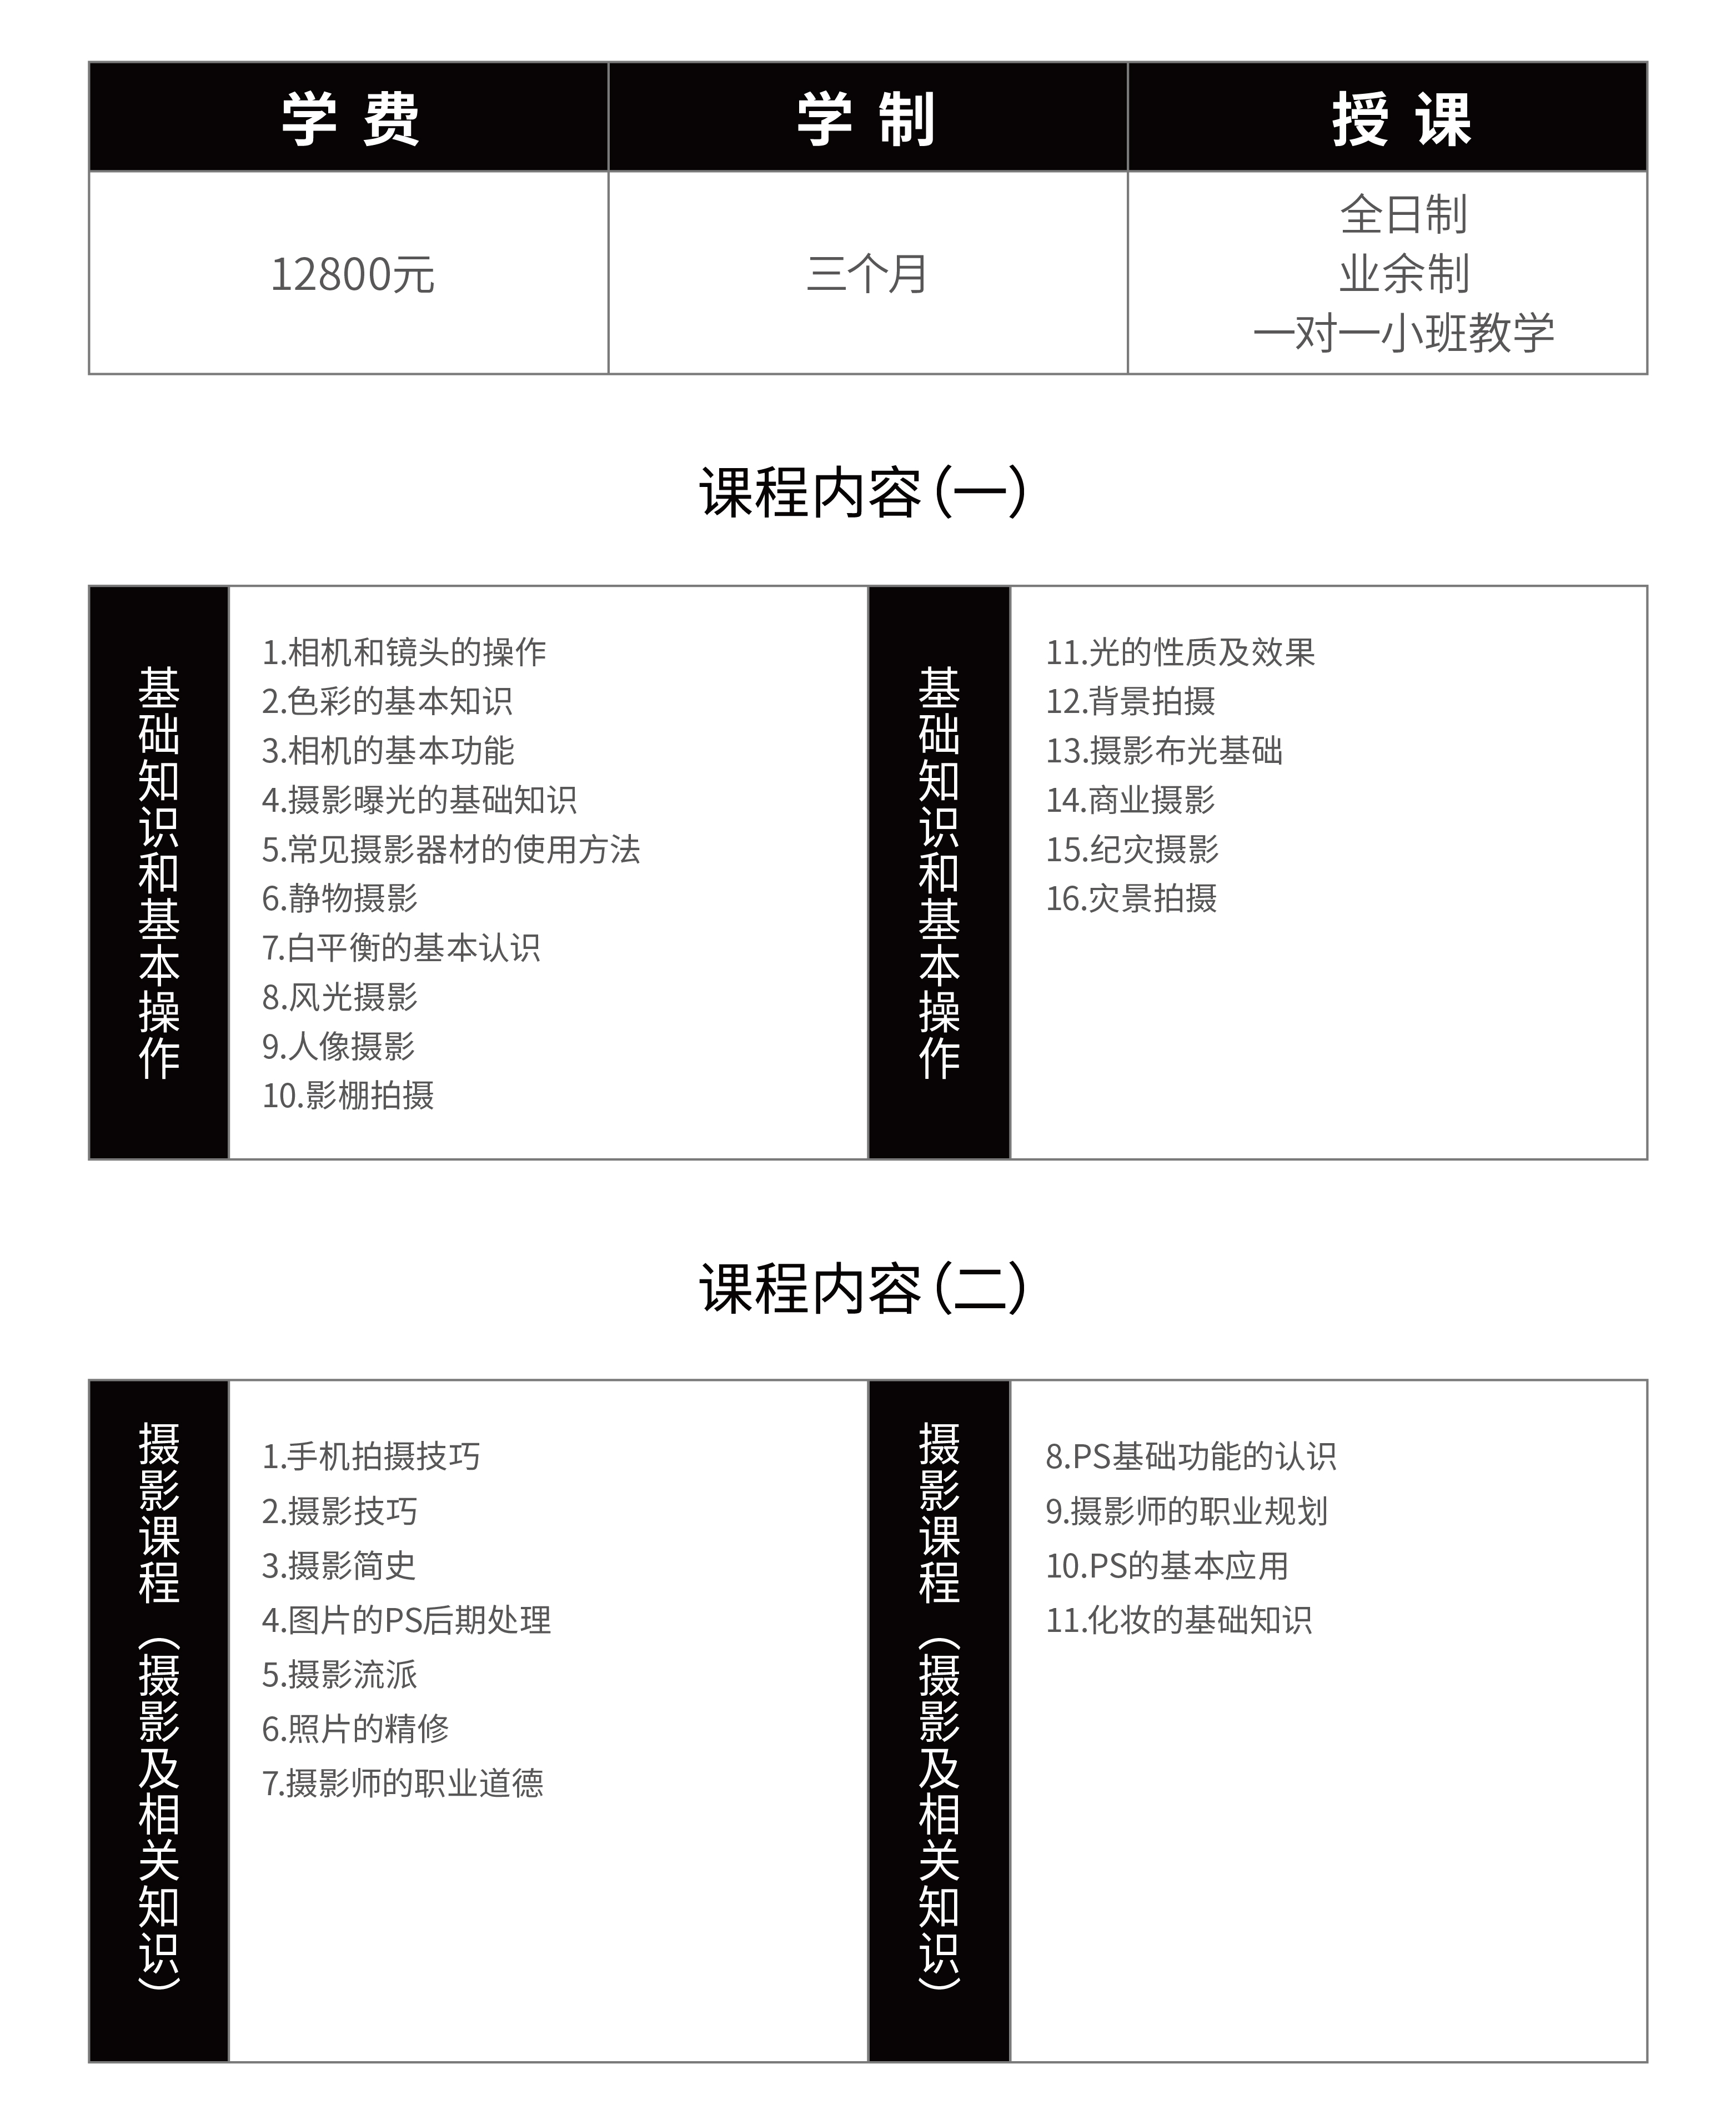 学费 学制 授课
12800元
三个月
全日制
业余制
一对一小班教学
课程内容（一）
基础知识和基本操作
1.相机和镜头的操作
2.色彩的基本知识
3.相机的基本功能
4.摄影曝光的基础知识
5.常见摄影器材的使用方法
6.静物摄影
7.白平衡的基本认识
8.风光摄影
9.人像摄影
10.影棚拍摄
基础知识和基本操作
11.光的性质及效果
12.背景拍摄
13.摄影布光基础
14.商业摄影
15.纪灾摄影
16.灾景拍摄
课程内容（二）
摄影课程（摄影及相关知识）
1.手机拍摄技巧
2.摄影技巧
3.摄影简史
4.图片的PS后期处理
5.摄影流派
6.照片的精修
7.摄影师的职业道德
摄影课程（摄影及相关知识）
8.PS基础功能的认识
9.摄影师的职业规划
10.PS的基本应用
11.化妆的基础知识